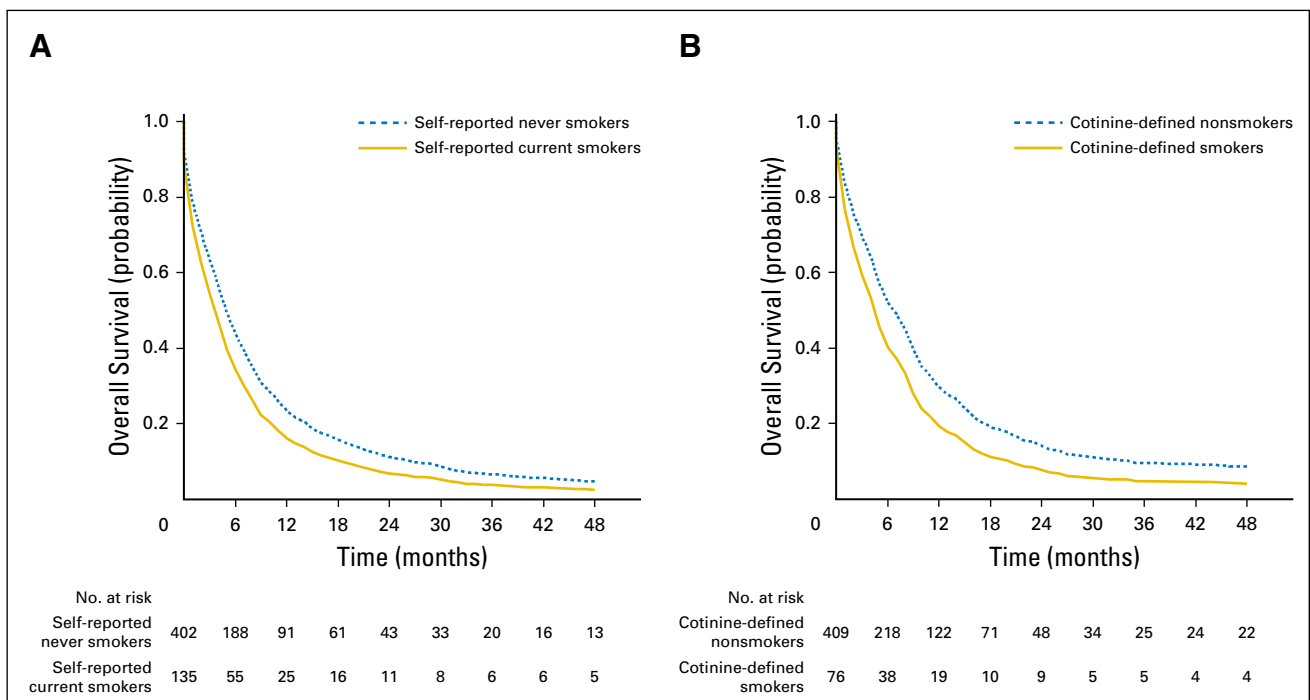 A
B
1.0
0.8
0.6
0.4
0.2
0
6
12
18
24
30
36
42
48
Overall Survival (probability)
Time (months)
Self-reported never smokers
Self-reported current smokers
No. at risk
Self-reported
never smokers 402 188 91 61 43 33 20 16 13
Self-reported
current smokers 135 55 25 16 11 8 6 6 5
1.0
0.8
0.6
0.4
0.2
0
6
12
18
24
30
36
42
48
Overall Survival (probability)
Time (months)
Cotinine-defined nonsmokers
Cotinine-defined smokers
No. at risk
Cotinine-defined
nonsmokers 409 218 122 71 48 34 25 24 22
Cotinine-defined
smokers 76 38 19 10 9 5 5 4 4